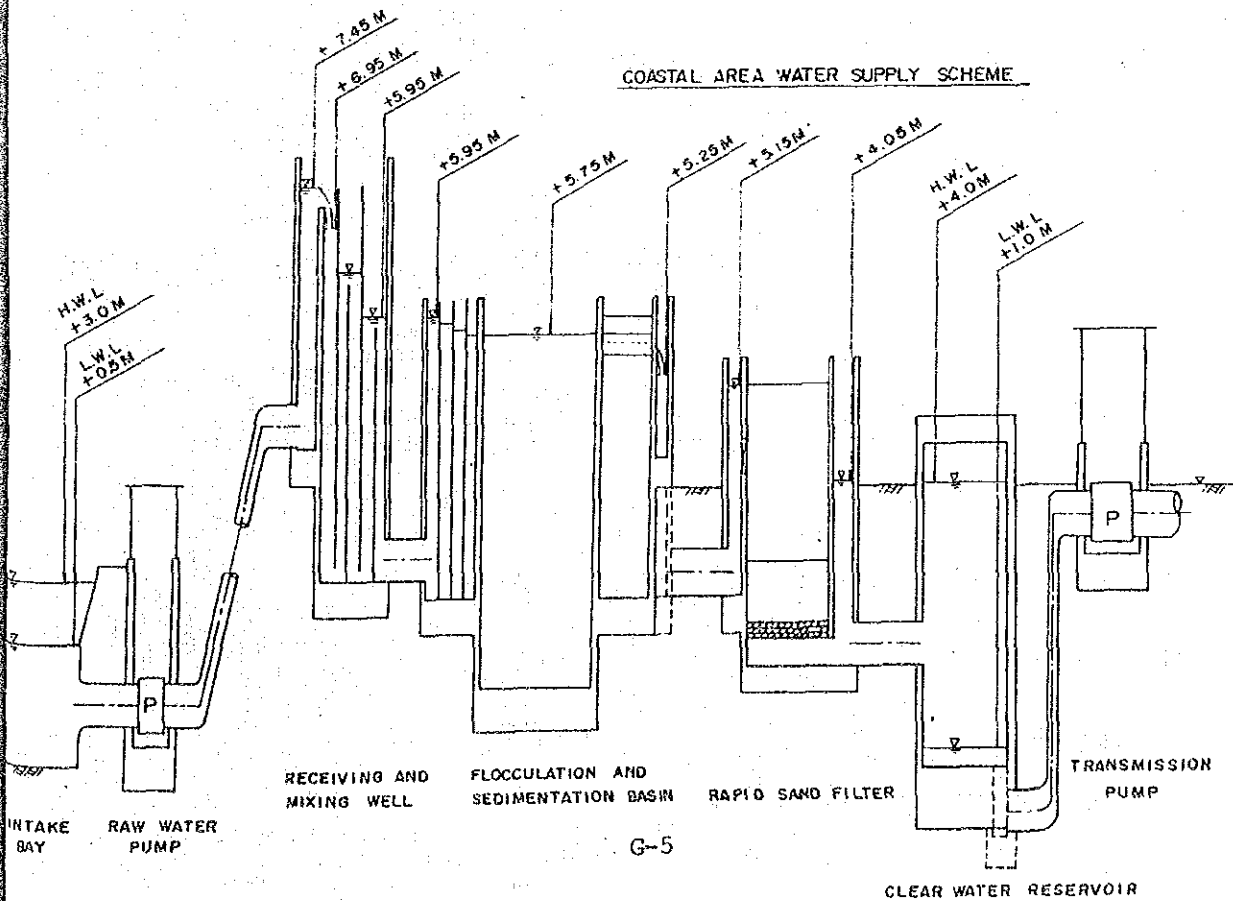 COASTAL AREA WATER SUPPLY SCHEME
+ 7.45 M
+6.95 M
+5.95 M
+5.95 M
+5.75 M
+5.25 M
+5.15 M
+4.05 M
H.W.L
+4.0 M
L.W.L
+1.0 M
H.W.L
+3.0 M
L.W.L
+0.5 M
P
P
INTAKE
BAY
RAW WATER
PUMP
RECEIVING AND
MIXING WELL
FLOCCULATION AND
SEDIMENTATION BASIN
RAPID SAND FILTER
TRANSMISSION
PUMP
CLEAR WATER RESERVOIR
G-5